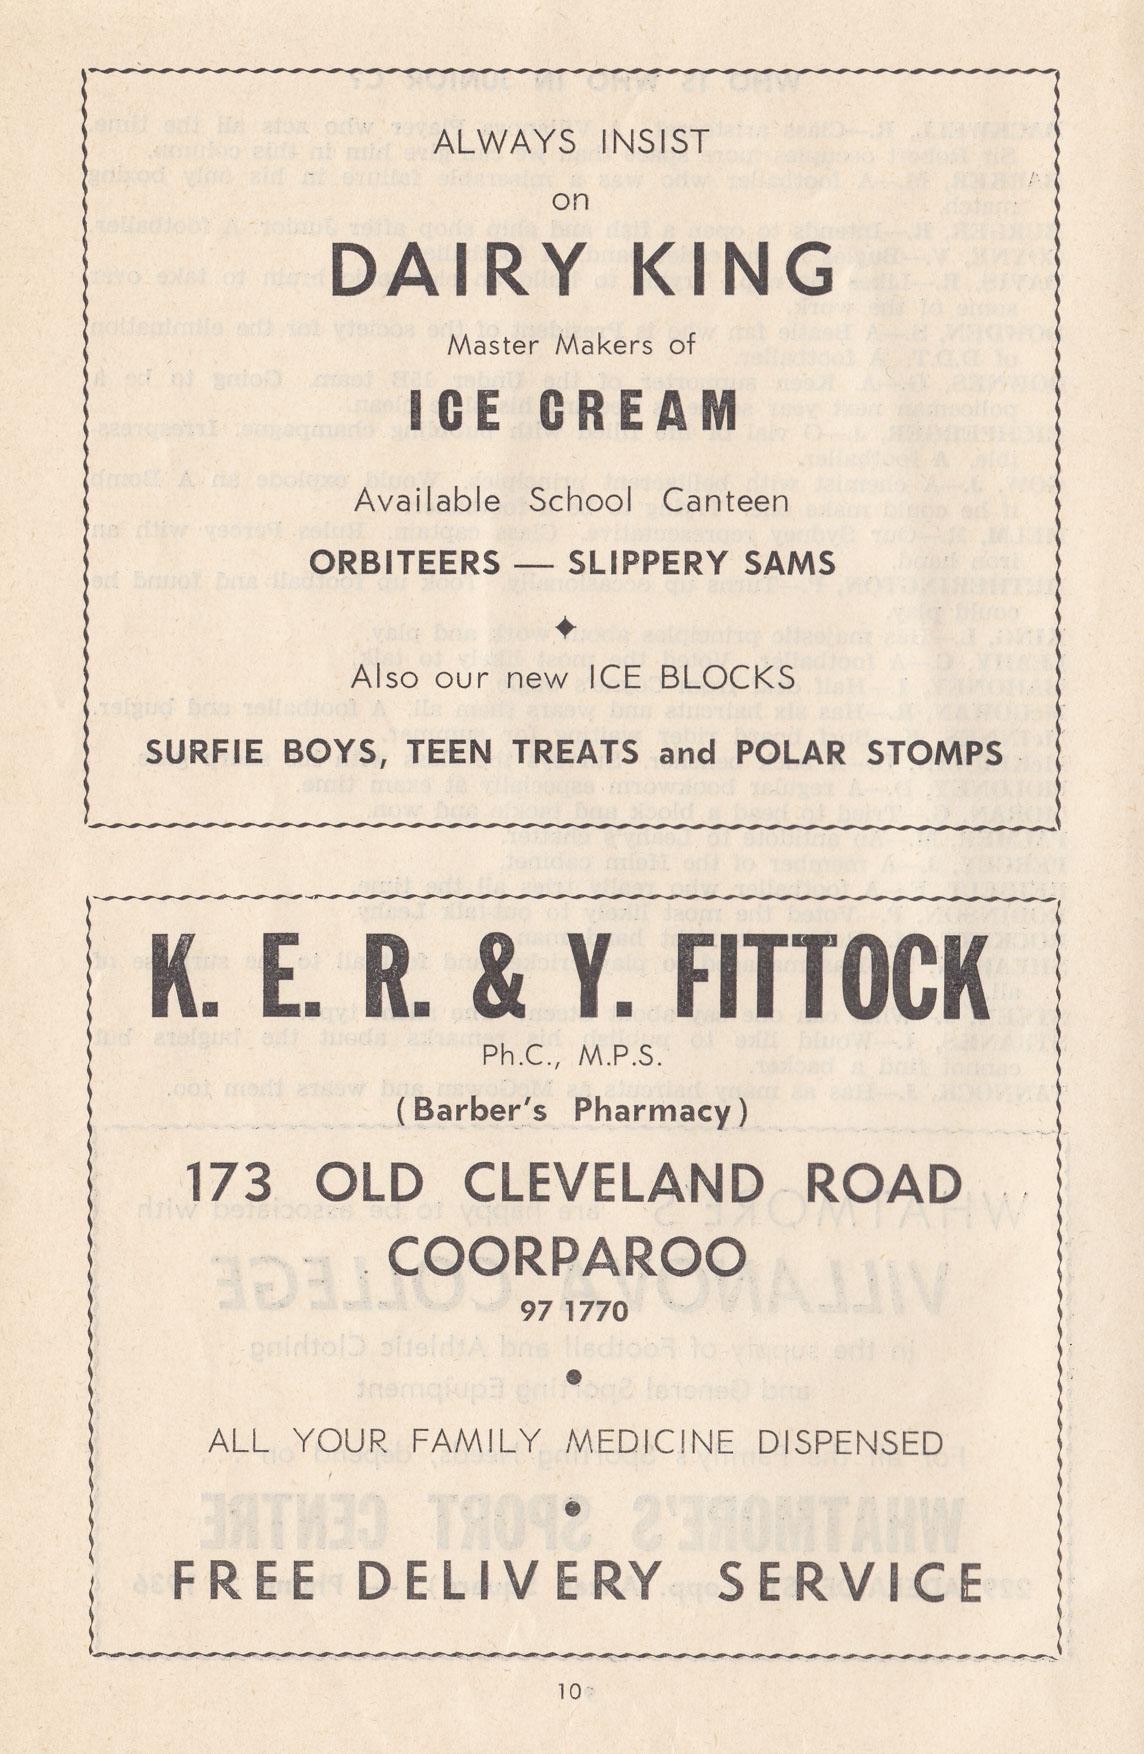 ALWAYS INSIST
on
DAIRY KING
Master Makers of
ICE CREAM
Available School Canteen
ORBITEERS — SLIPPERY SAMS
Also our new ICE BLOCKS
SURFIE BOYS, TEEN TREATS and POLAR STOMPS
K. E. R. & Y. FITTOCK
Ph.C., M.P.S.
(Barber's Pharmacy)
173 OLD CLEVELAND ROAD
COORPAROO
97 1770
ALL YOUR FAMILY MEDICINE DISPENSED
FREE DELIVERY SERVICE
10